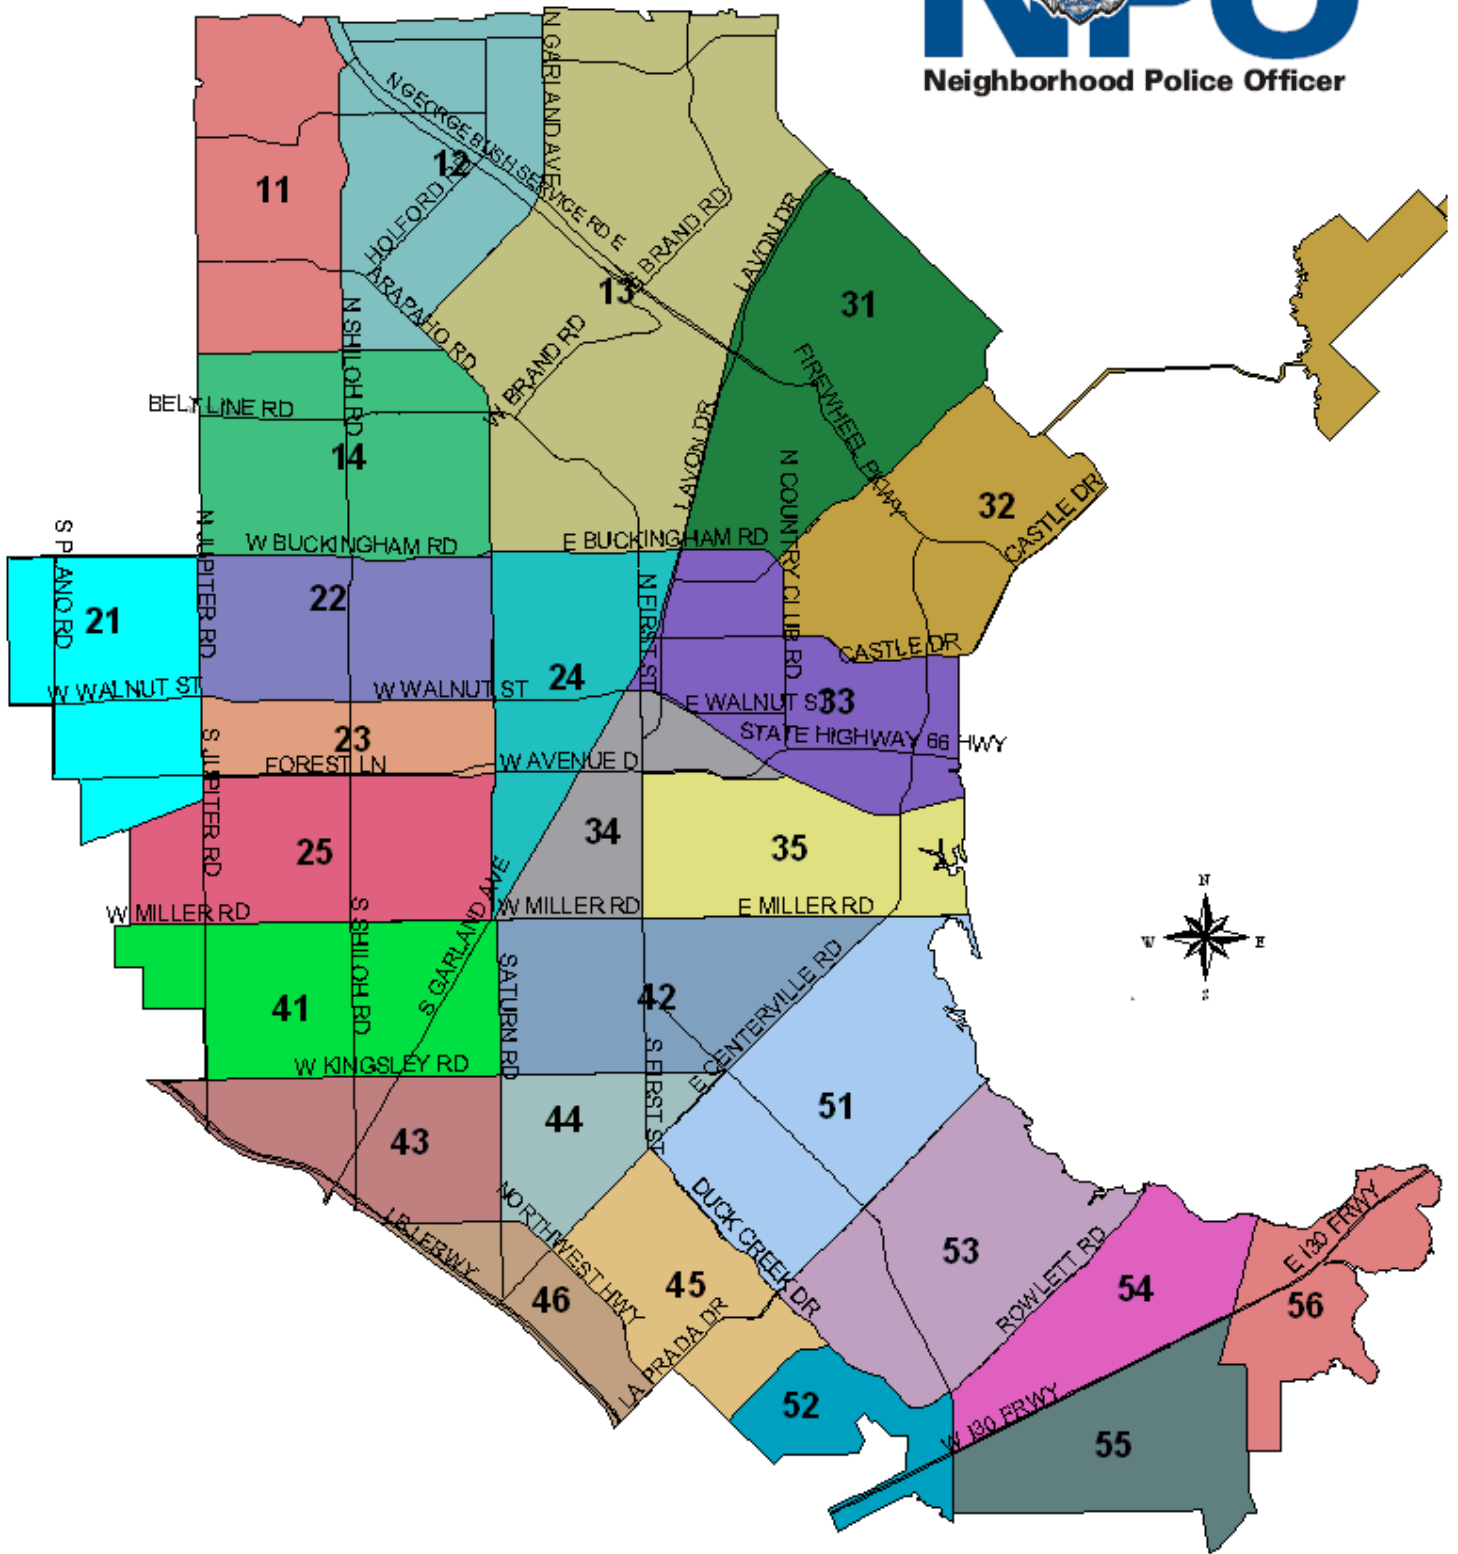 NPO
Neighborhood Police Officer
N GARLAND AVE
N GEORGE BUSH SERVICE RD E
12
11
HOLFORD
BRAND RD
LAVON DR
ARAPAHO RD
13
31
N SHILOH RD
W BRAND RD
FIREWHEEL PKWY
BELT LINE RD
LAVON DR
14
N COUNTRY CLUB RD
32
CASTLE DR
S PLANO RD
N JUPITER RD
W BUCKINGHAM RD
E BUCKINGHAM RD
21
22
N FIRST ST
CASTLE DR
24
W WALNUT ST
W WALNUT ST
E WALNUT S
33
23
S JUPITER RD
STATE HIGHWAY 66 HWY
FOREST LN
W AVENUE D
25
34
35
N
W MILLER RD
W MILLER RD
E MILLER RD
W
E
S
S SHILOH RD
S GARLAND AVE
SATURN RD
42
E CENTERVILLE RD
41
W KINGSLEY RD
S FIRST ST
44
51
43
NORTHWEST HWY
DUCK CREEK DR
LBJ FRWY
53
E I30 FRWY
46
45
ROWLETT RD
54
56
LA PRADA DR
52
W I30 FRWY
55